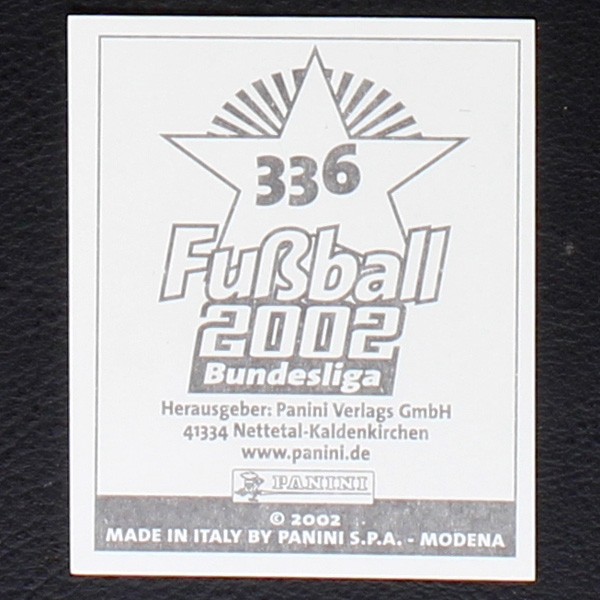 336
Fußball
2002
Bundesliga
Herausgeber: Panini Verlags GmbH
41334 Nettetal-Kaldenkirchen
www.panini.de
PANINI
© 2002
MADE IN ITALY BY PANINI S.P.A. - MODENA